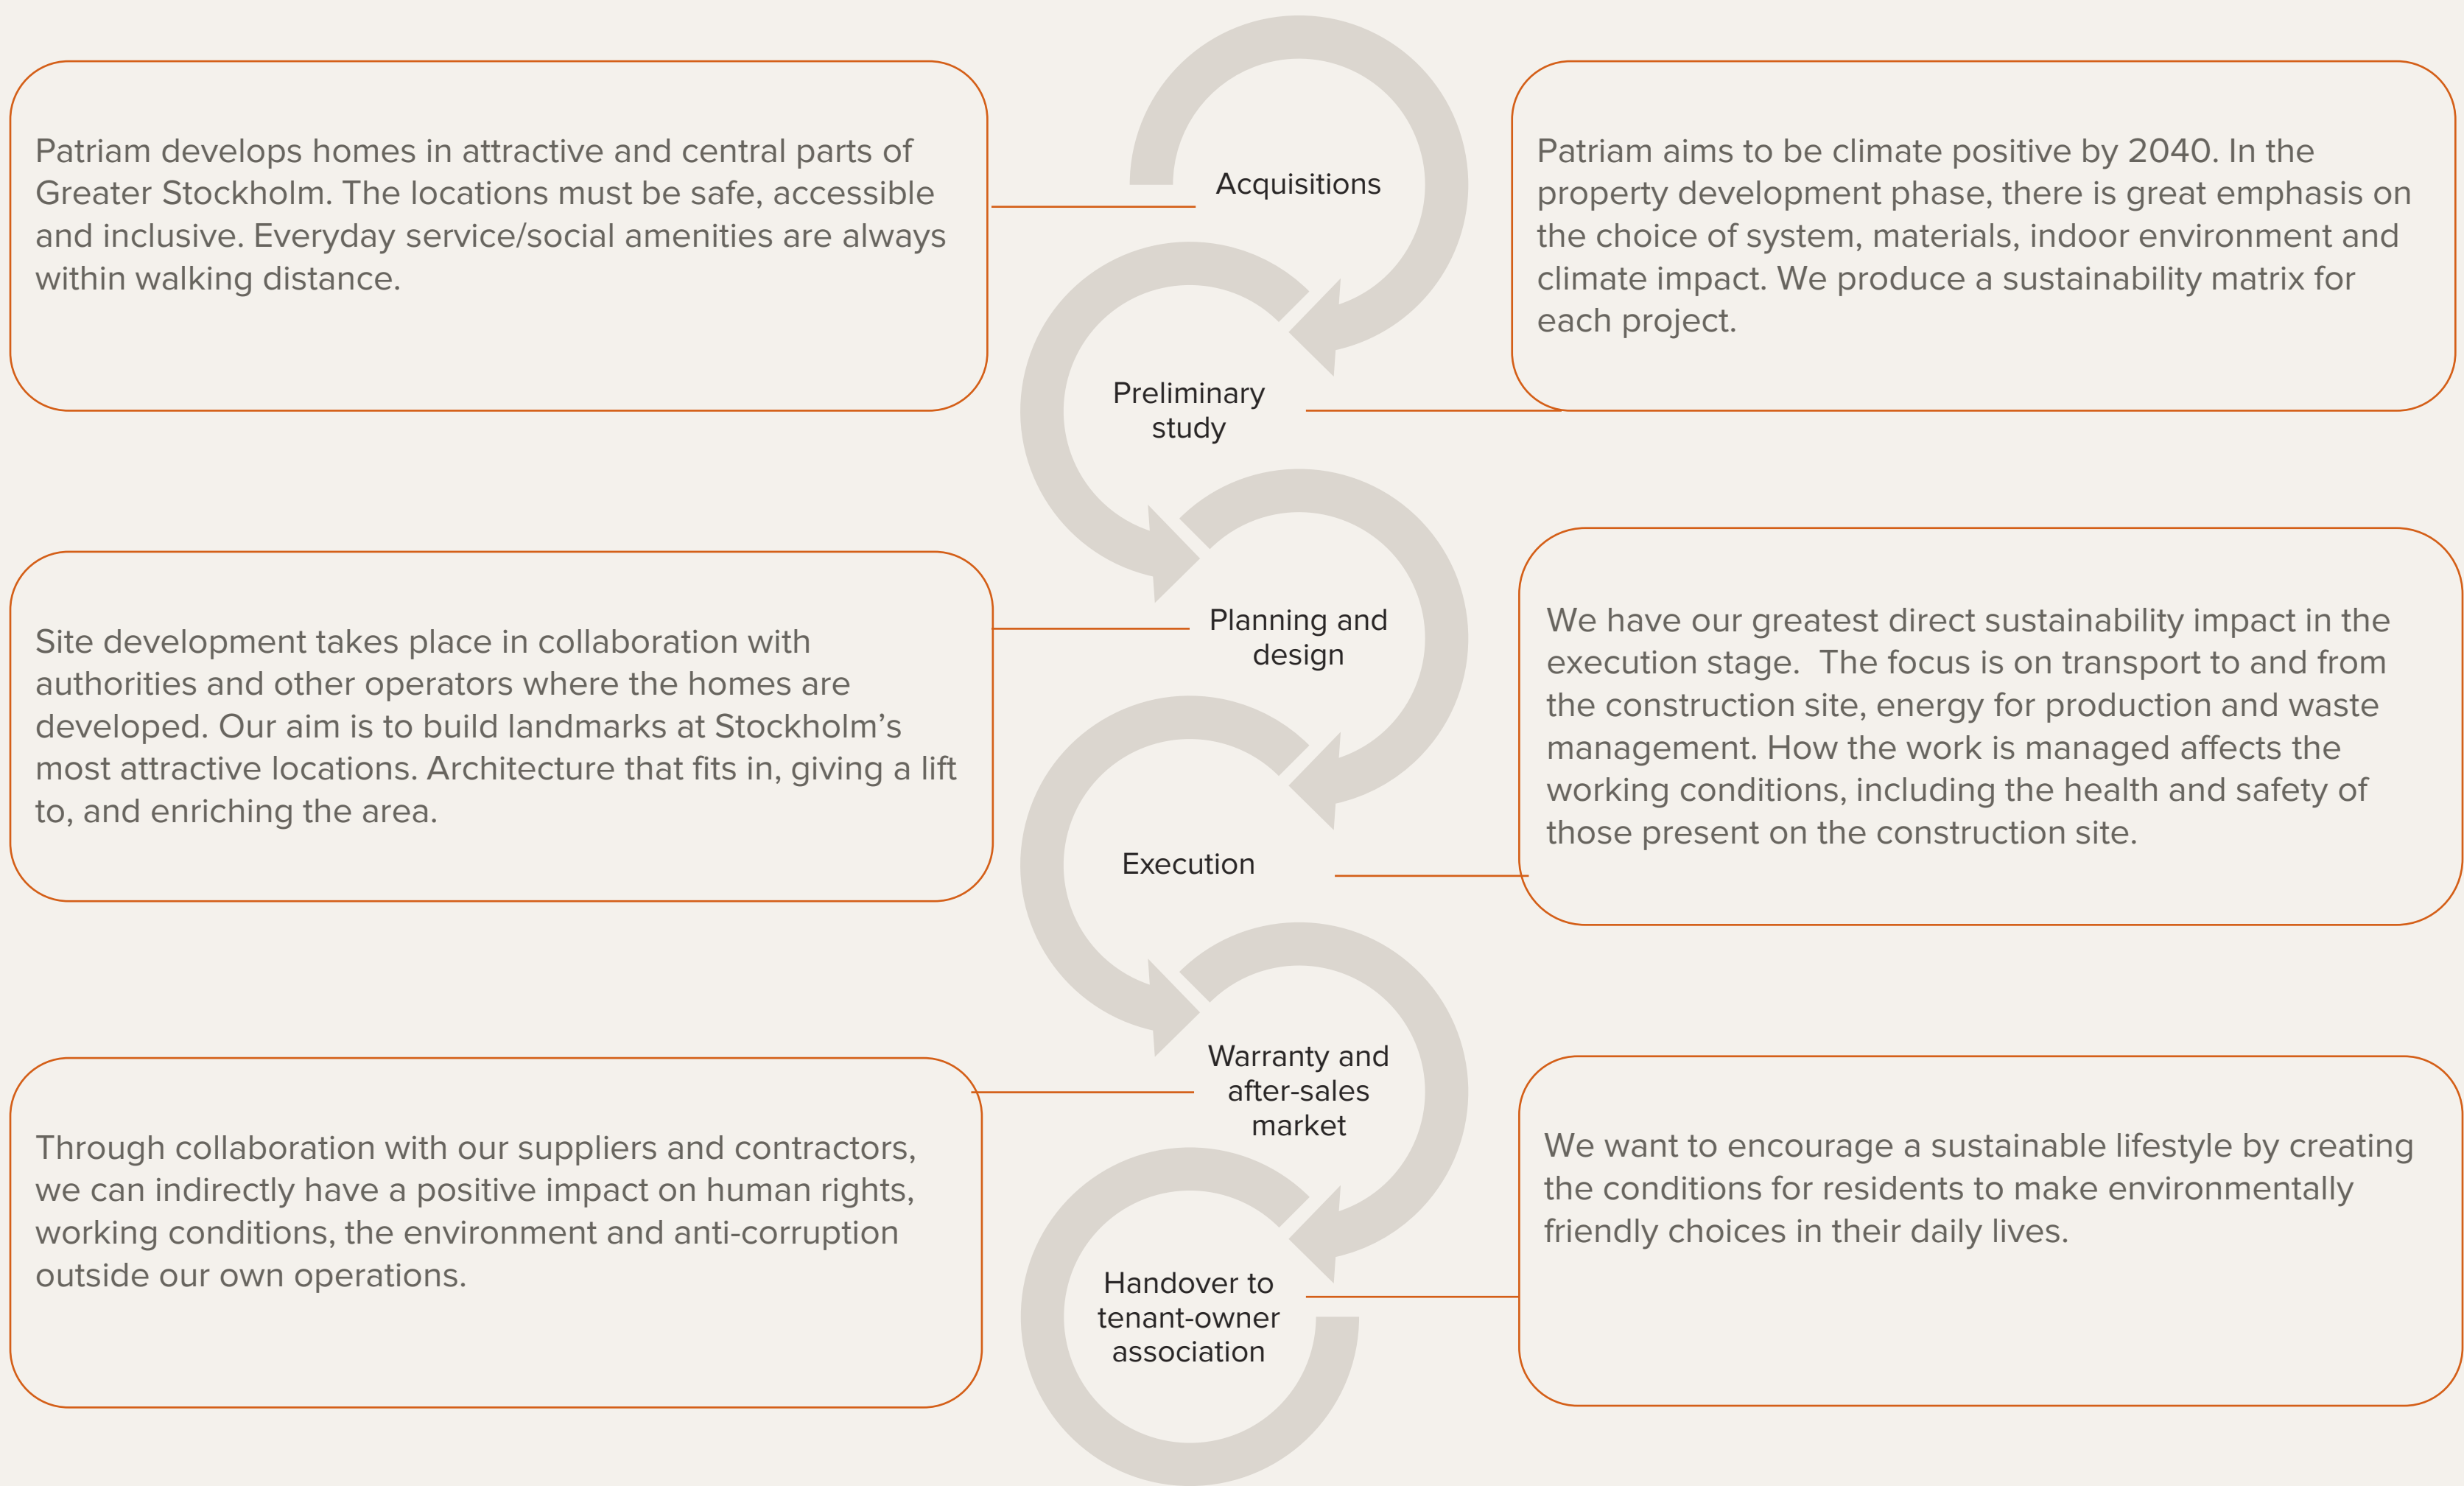 Acquisitions
Patriam develops homes in attractive and central parts of
Greater Stockholm. The locations must be safe, accessible
and inclusive. Everyday service/social amenities are always
within walking distance.
Preliminary
study
Patriam aims to be climate positive by 2040. In the
property development phase, there is great emphasis on
the choice of system, materials, indoor environment and
climate impact. We produce a sustainability matrix for
each project.
Planning and
design
Site development takes place in collaboration with
authorities and other operators where the homes are
developed. Our aim is to build landmarks at Stockholm’s
most attractive locations. Architecture that fits in, giving a lift
to, and enriching the area.
Execution
We have our greatest direct sustainability impact in the
execution stage.  The focus is on transport to and from
the construction site, energy for production and waste
management. How the work is managed affects the
working conditions, including the health and safety of
those present on the construction site.
Warranty and
after-sales
market
Through collaboration with our suppliers and contractors,
we can indirectly have a positive impact on human rights,
working conditions, the environment and anti-corruption
outside our own operations.
Handover to
tenant-owner
association
We want to encourage a sustainable lifestyle by creating
the conditions for residents to make environmentally
friendly choices in their daily lives.